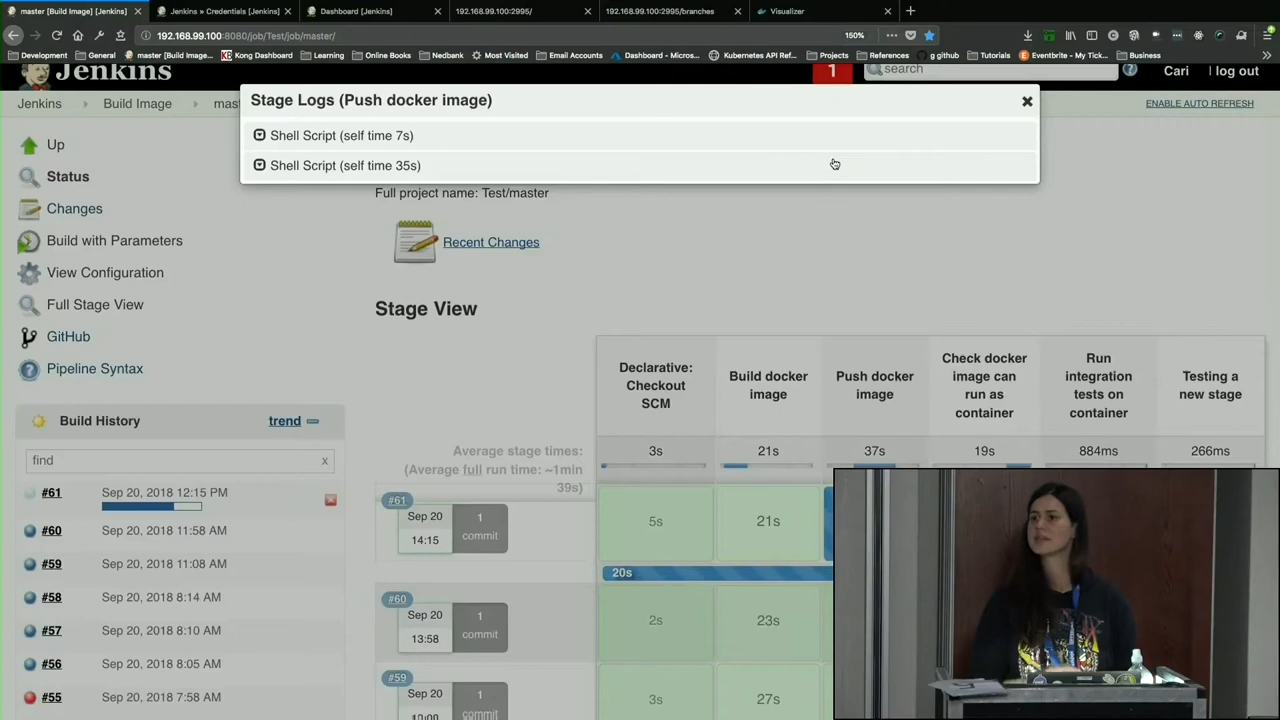 master [Build Image] [Jenkins]
Jenkins » Credentials [Jenkins]
Dashboard [Jenkins]
192.168.99.100:2995/
192.168.99.100:2995/branches
Visualizer
192.168.99.100:8080/job/Test/job/master/
150%
Development
General
master [Build Image...
Kong Dashboard
Learning
Online Books
Nedbank
Most Visited
Email Accounts
Dashboard - Micros...
Kubernetes API Ref...
Projects
References
g github
Tutorials
Eventbrite - My Tick...
Business
Jenkins
1
search
Cari
log out
Jenkins
Build Image
ENABLE AUTO REFRESH
Stage Logs (Push docker image)
Shell Script (self time 7s)
Shell Script (self time 35s)
Up
Status
Changes
Build with Parameters
View Configuration
Full Stage View
GitHub
Pipeline Syntax
Full project name: Test/master
Recent Changes
Stage View
Declarative:
Checkout
SCM
Build docker
image
Push docker
image
Check docker
image can
run as
container
Run
integration
tests on
container
Testing a
new stage
Average stage times:
(Average full run time: ~1min
39s)
3s
21s
37s
19s
884ms
266ms
Build History
trend
find
x
#61
Sep 20, 2018 12:15 PM
#60
Sep 20, 2018 11:58 AM
#59
Sep 20, 2018 11:08 AM
#58
Sep 20, 2018 8:14 AM
#57
Sep 20, 2018 8:10 AM
#56
Sep 20, 2018 8:05 AM
#55
Sep 20, 2018 7:58 AM
#61
Sep 20
14:15
1
commit
5s
21s
20s
#60
Sep 20
13:58
1
commit
2s
23s
#59
Sep 20
1
commit
3s
27s